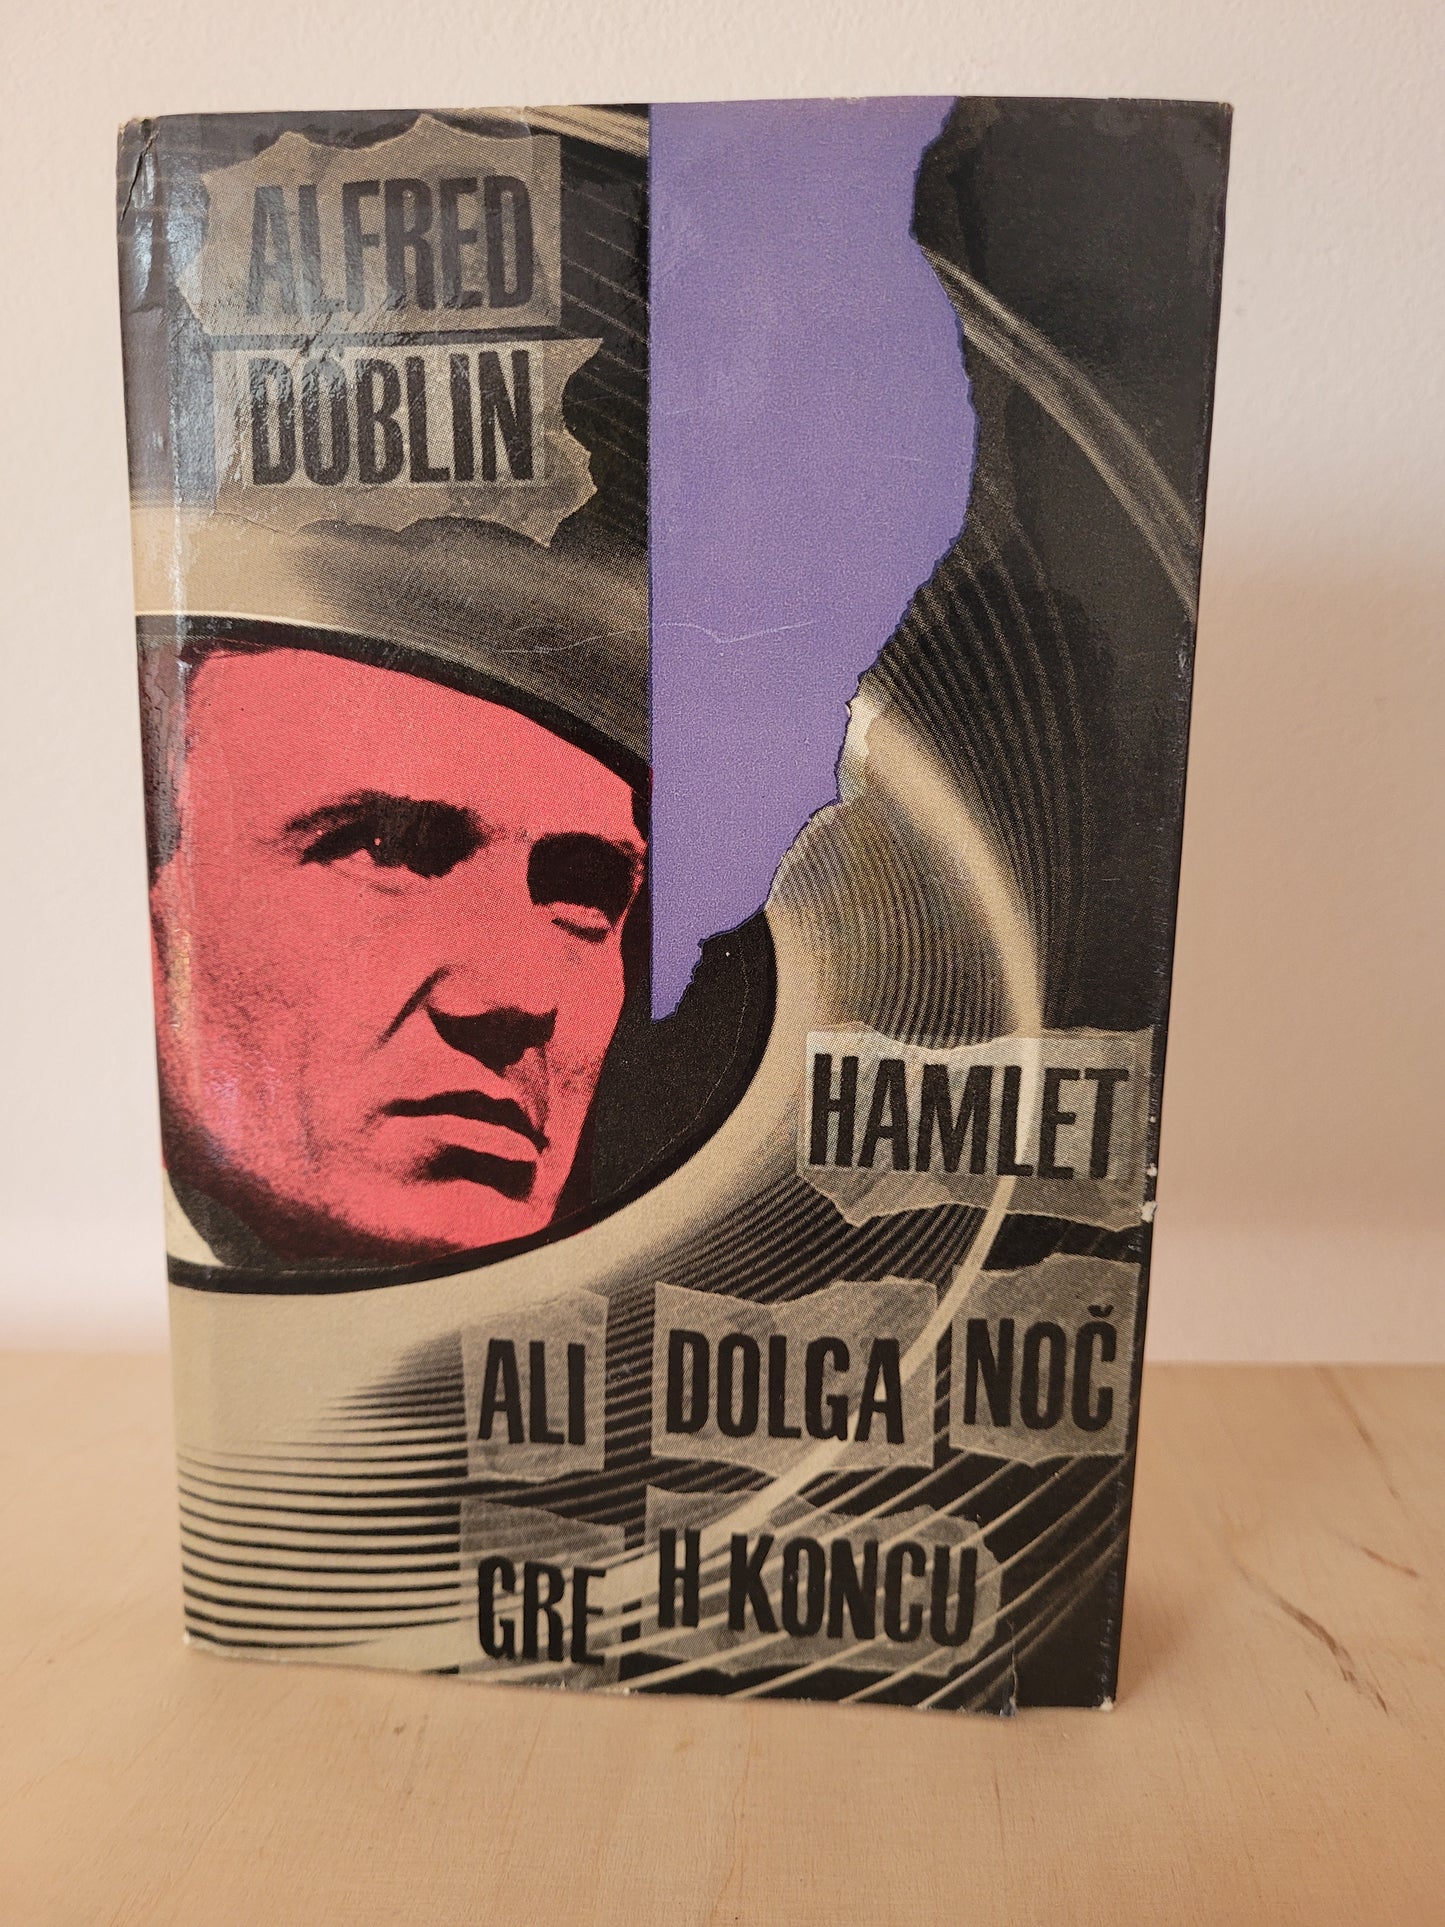 ALFRED
DÖBLIN
HAMLET
ALI DOLGA NOČ
GRE H KONCU